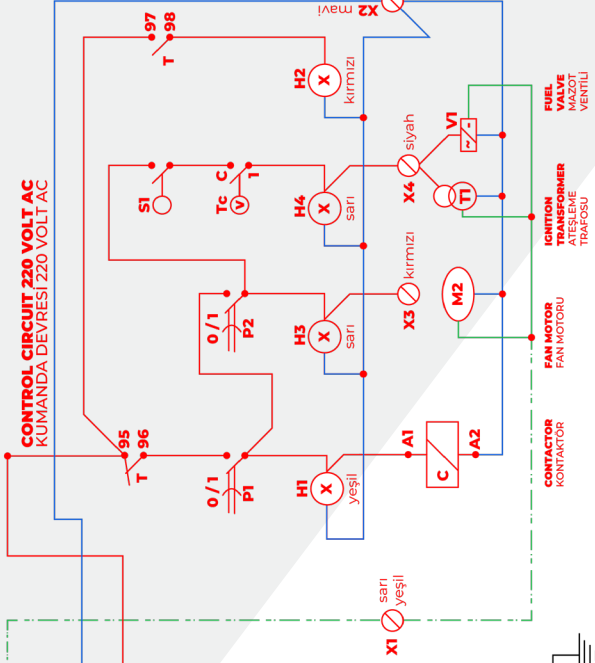 CONTROL CIRCUIT 220 VOLT AC
KUMANDA DEVRESİ 220 VOLT AC
97
98
T
H2
X
kırmızı
X2
mavi
S1
Tc
V
C
1
H4
X
sarı
X4
siyah
V1
~
-
FUEL
VALVE
MAZOT
VENTİLİ
T1
IGNITION
TRANSFORMER
ATEŞLEME
TRAFOSU
0/1
P2
H3
X
sarı
X3
kırmızı
M2
FAN MOTOR
FAN MOTORU
95
96
T
0/1
P1
H1
X
yeşil
A1
C
A2
CONTACTOR
KONTAKTÖR
X1
sarı
yeşil